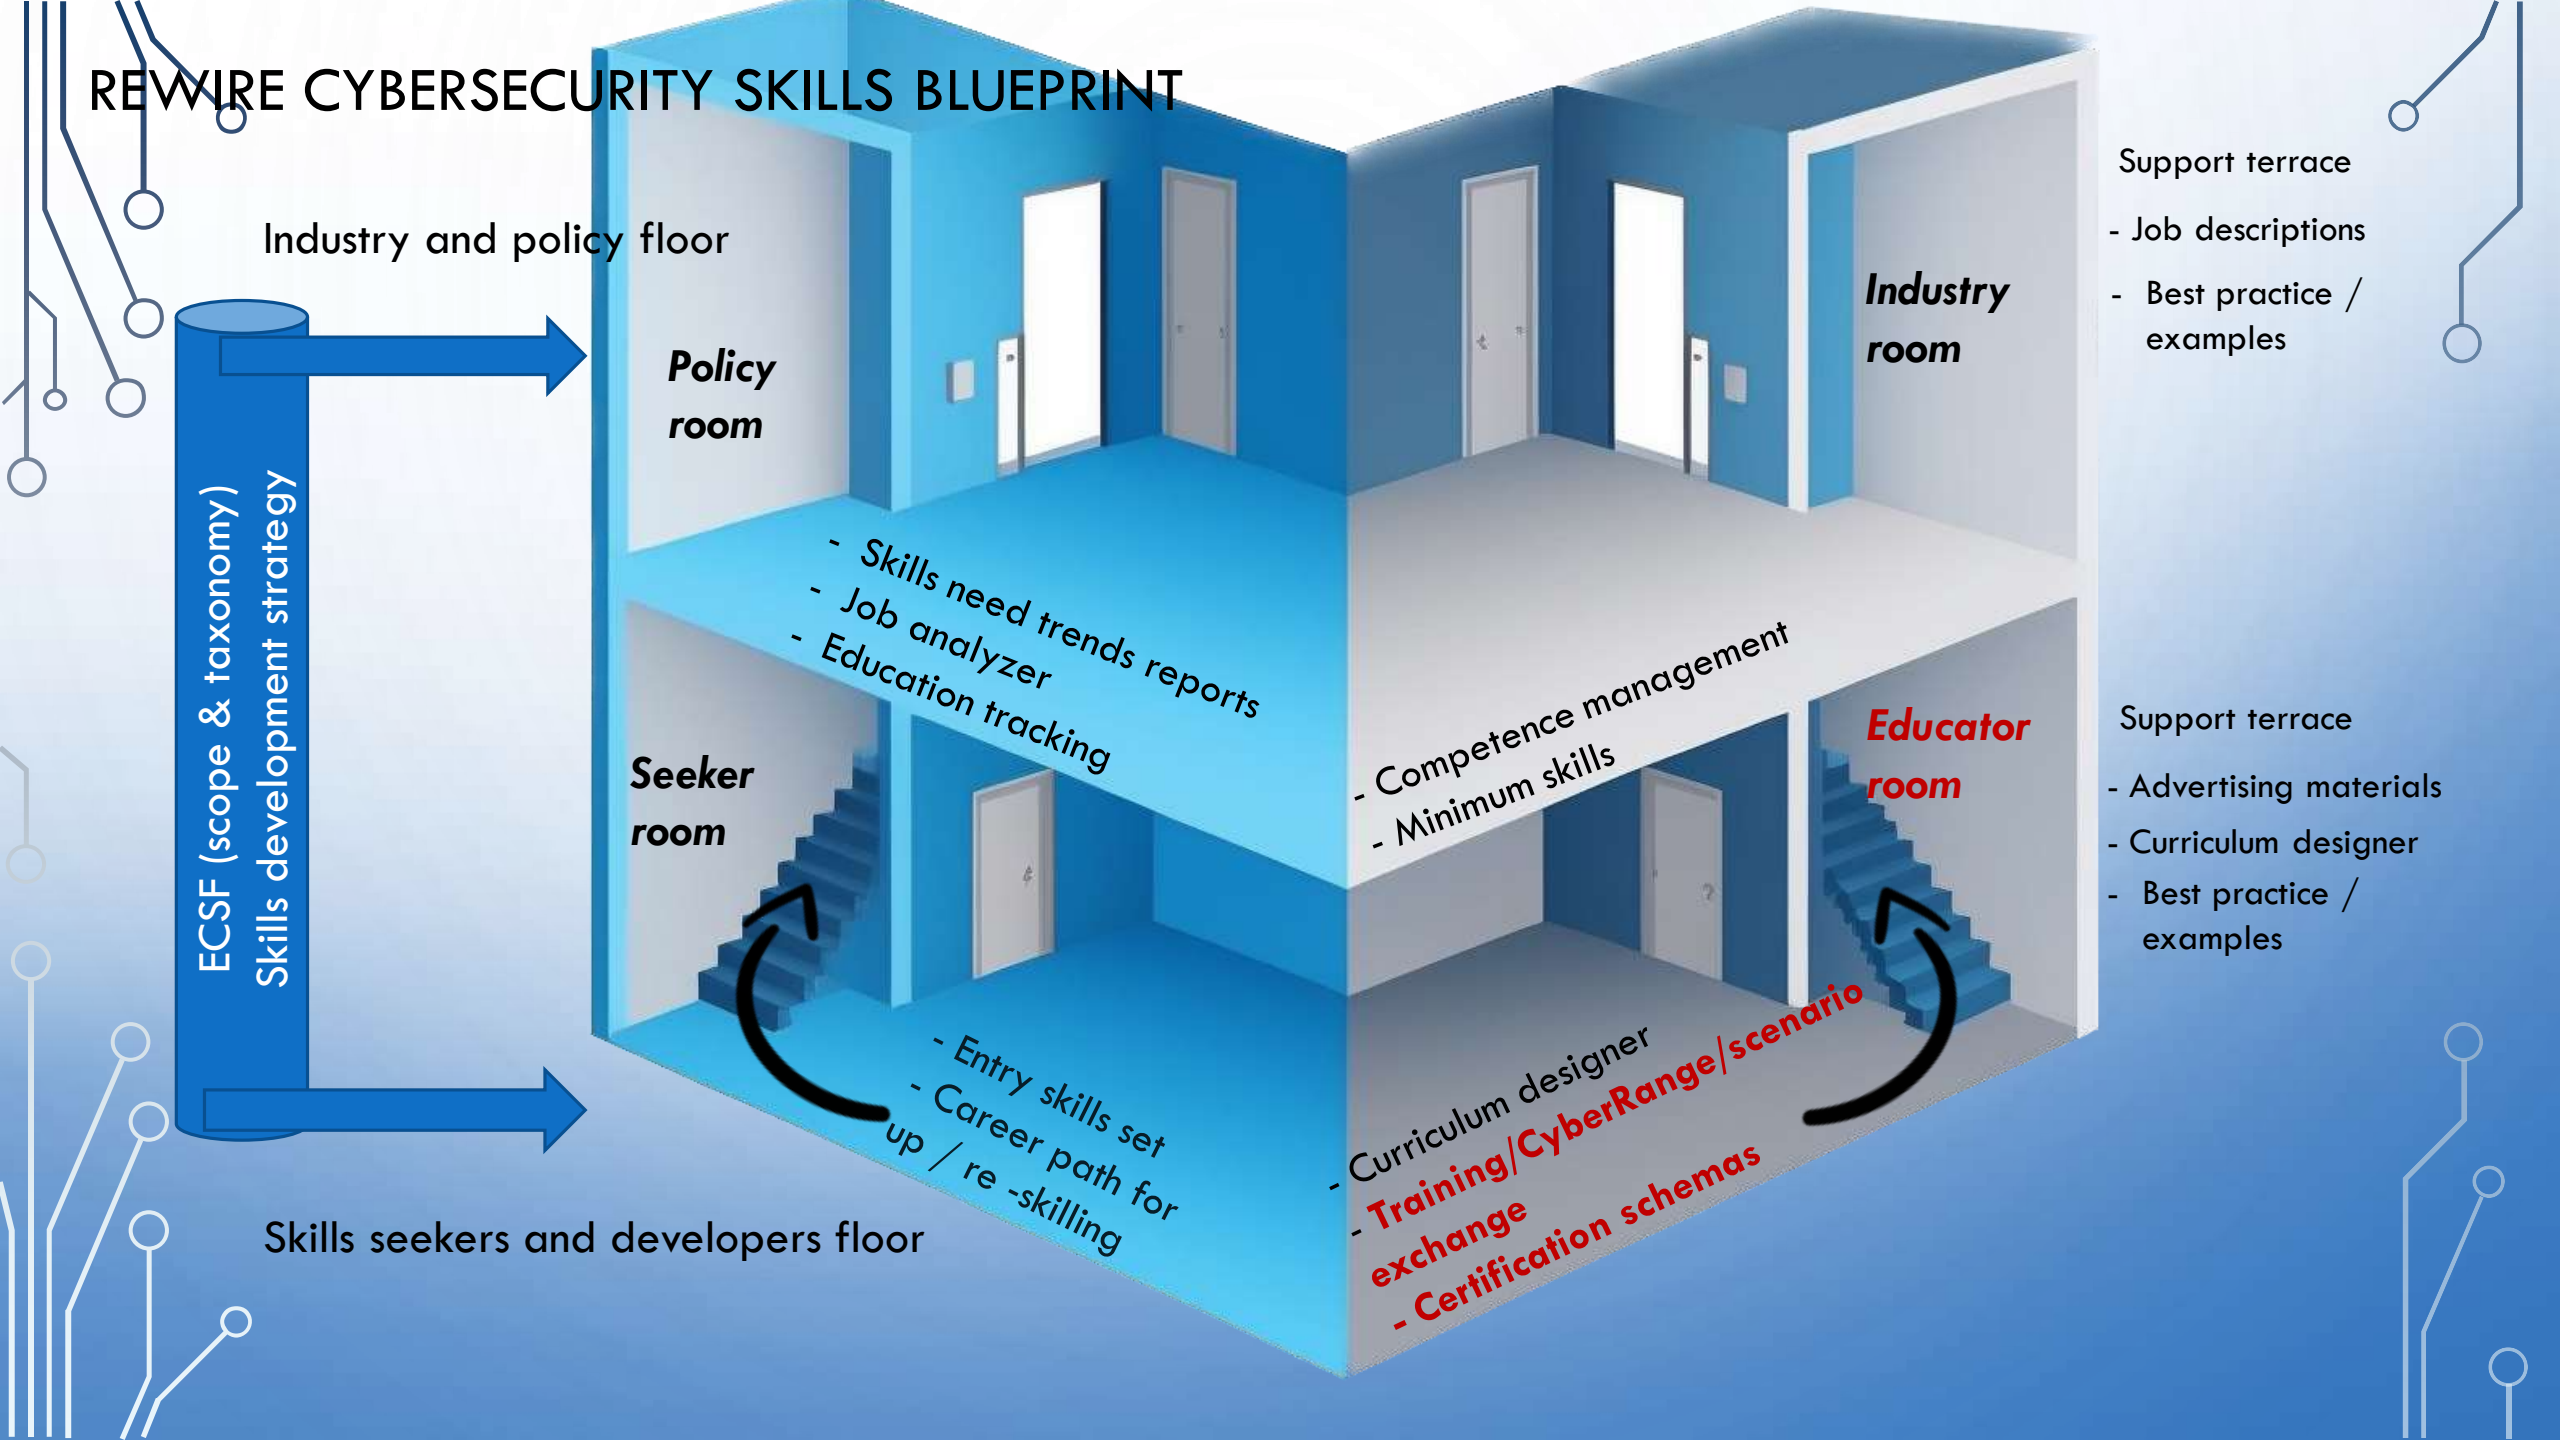 REWIRE CYBERSECURITY SKILLS BLUEPRINT
Industry and policy floor
ECSF (scope & taxonomy)
Skills development strategy
Policy
room
- Skills need trends reports
- Job analyzer
- Education tracking
Industry
room
- Competence management
- Minimum skills
Support terrace
- Job descriptions
- Best practice /
examples
Seeker
room
- Entry skills set
- Career path for
up / re -skilling
Educator
room
- Curriculum designer
- Training/CyberRange/scenario
exchange
- Certification schemas
Support terrace
- Advertising materials
- Curriculum designer
- Best practice /
examples
Skills seekers and developers floor